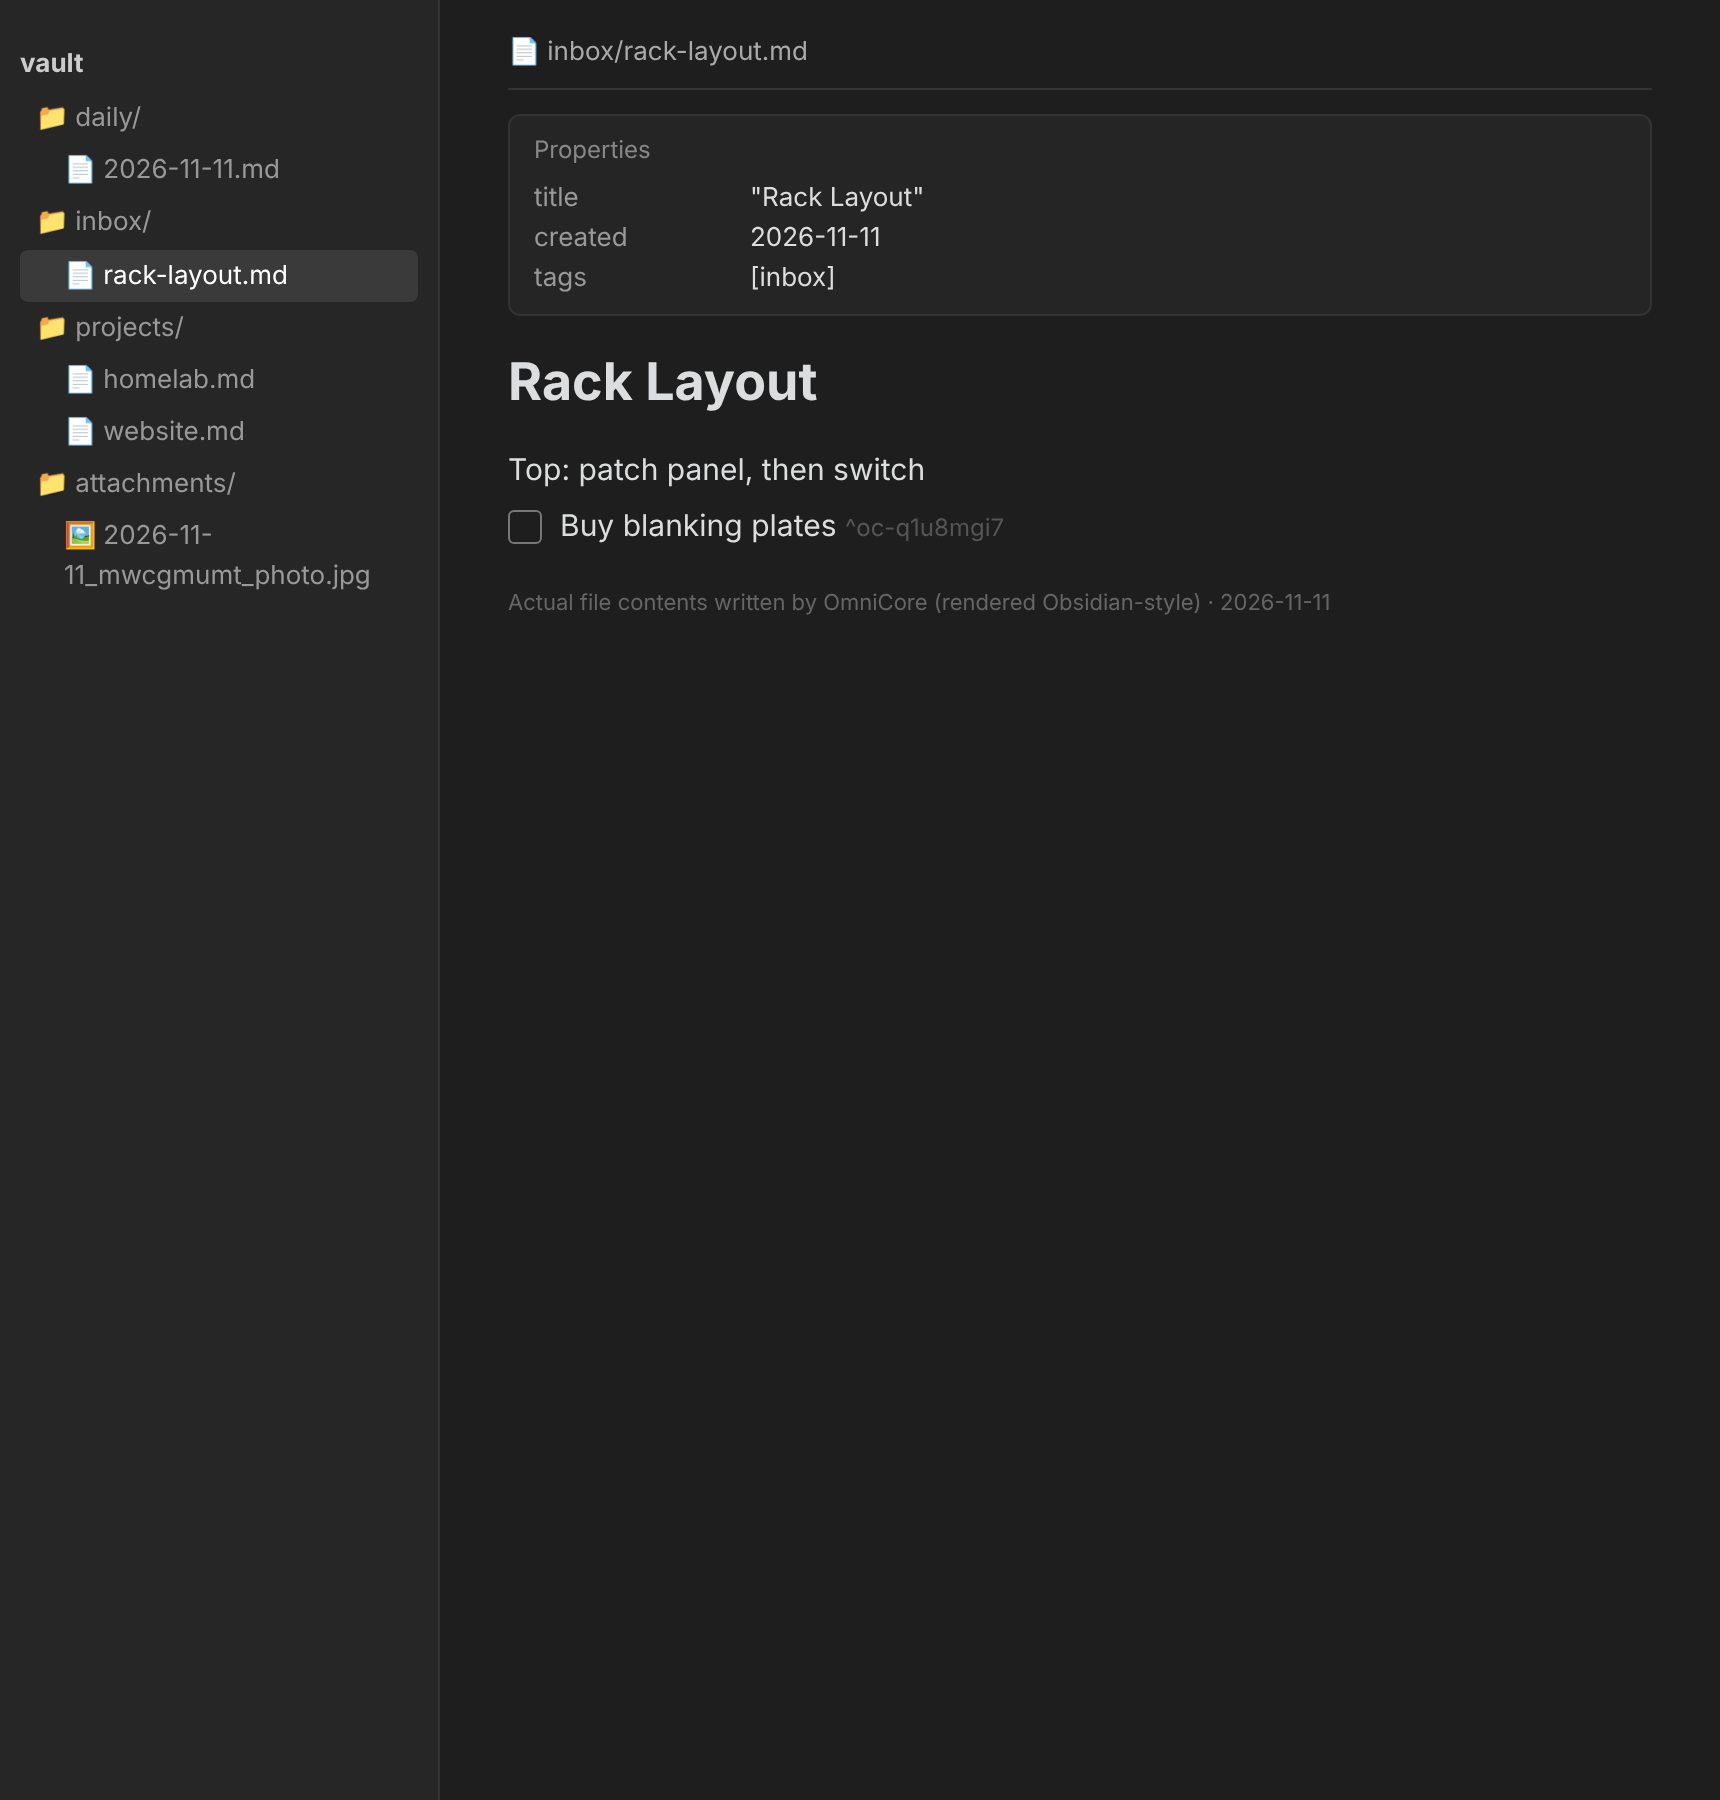 vault
daily/
2026-11-11.md
inbox/
rack-layout.md
projects/
homelab.md
website.md
attachments/
2026-11-
11_mwcgmumt_photo.jpg
inbox/rack-layout.md
Properties
title "Rack Layout"
created 2026-11-11
tags [inbox]
Rack Layout
Top: patch panel, then switch
Buy blanking plates ^oc-q1u8mgi7
Actual file contents written by OmniCore (rendered Obsidian-style) · 2026-11-11